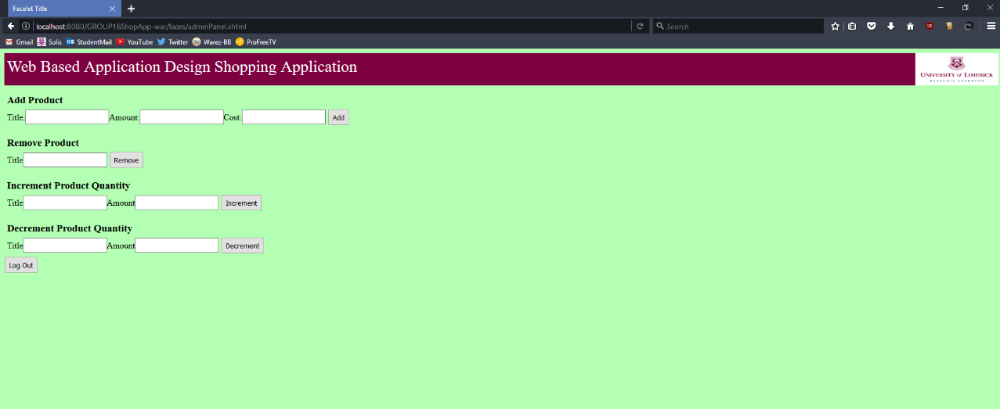 Facelet Title
localhost:8080/GROUP16ShopApp-war/faces/adminPanel.xhtml
Search
Gmail Sulis StudentMail YouTube Twitter Warez-BB ProFreeTV
Web Based Application Design Shopping Application
UNIVERSITY of LIMERICK
Add Product
Title: Amount: Cost: Add
Remove Product
Title Remove
Increment Product Quantity
Title Amount Increment
Decrement Product Quantity
Title Amount Decrement
Log Out